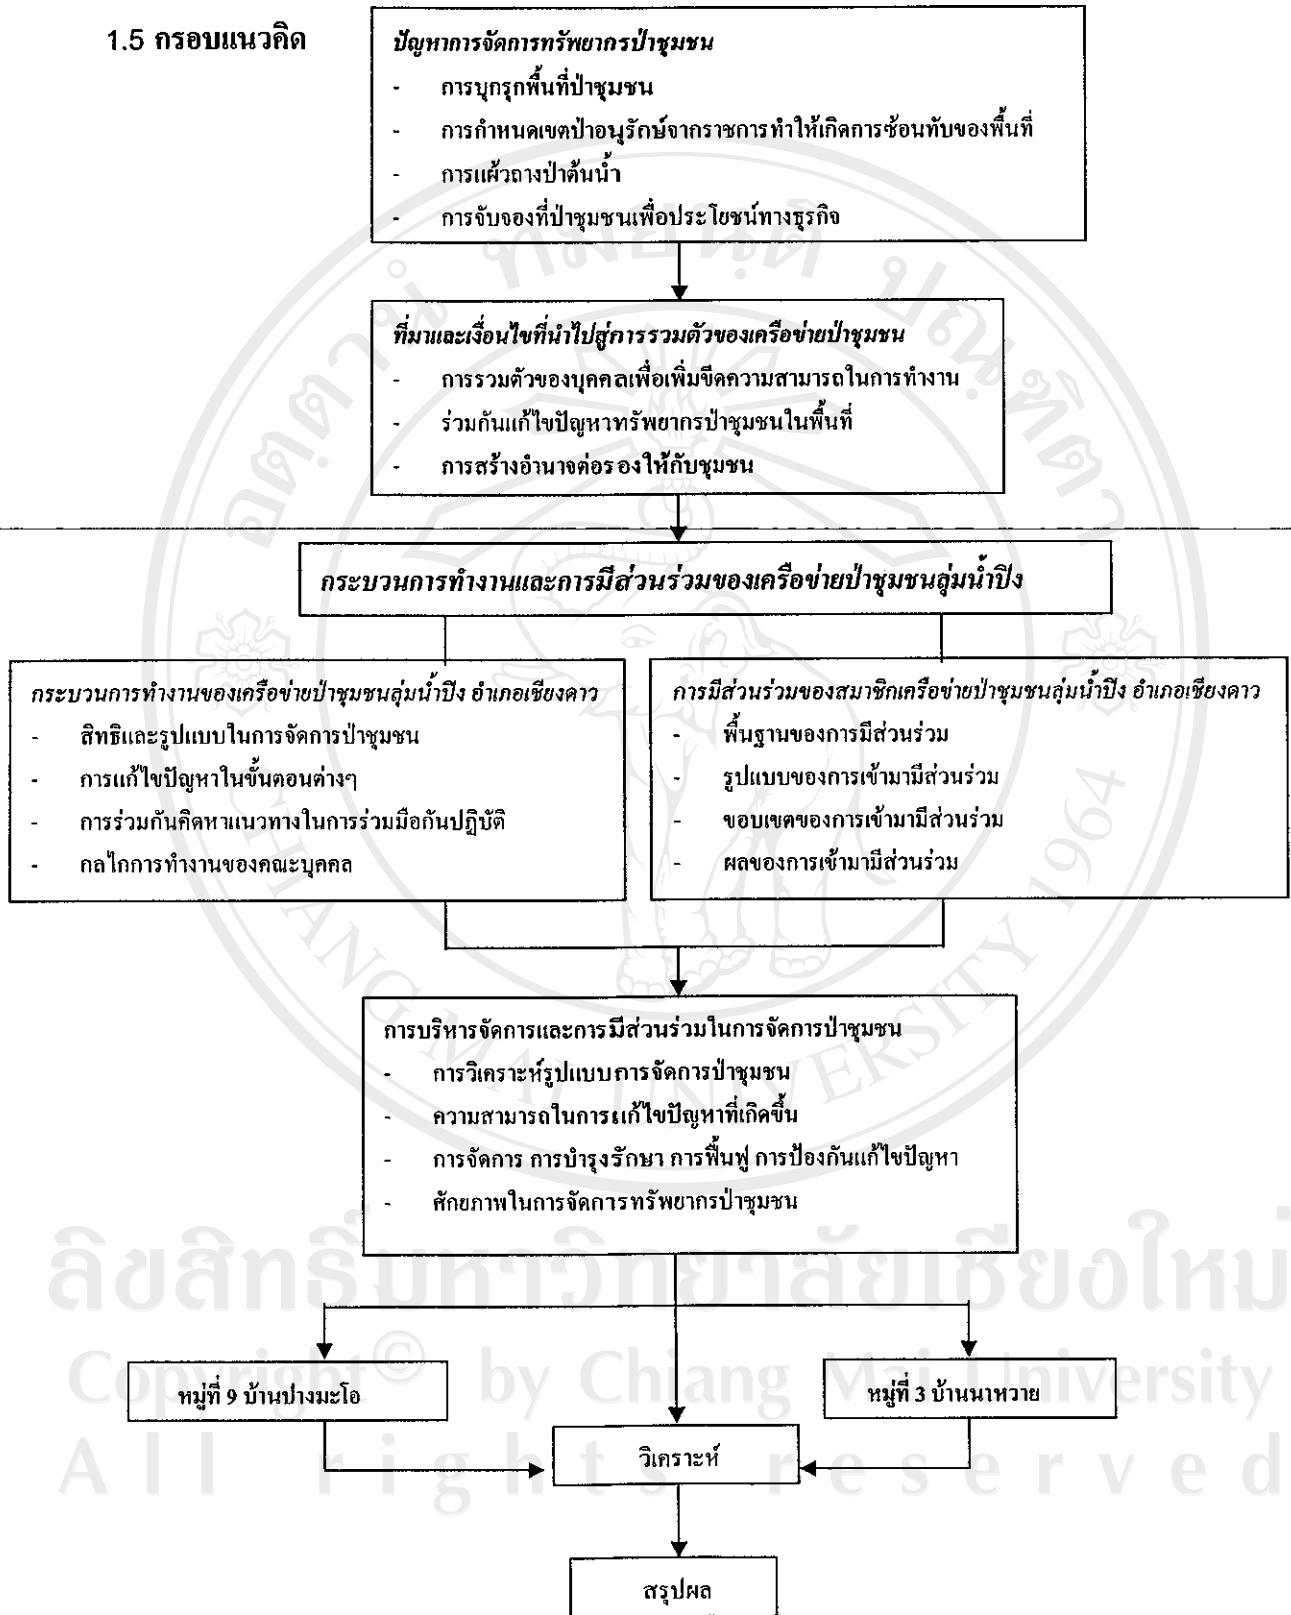 1.5 กรอบแนวคิด
ปัญหาการจัดการทรัพยากรป่าชุมชน
- การบุกรุกพื้นที่ป่าชุมชน
- การกำหนดเขตป่าอนุรักษ์จากราชการทำให้เกิดการซ้อนทับของพื้นที่
- การแผ้วถางป่าต้นน้ำ
- การจับจองที่ป่าชุมชนเพื่อประโยชน์ทางธุรกิจ
ที่มาและเงื่อนไขที่นำไปสู่การรวมตัวของเครือข่ายป่าชุมชน
- การรวมตัวของบุคคลเพื่อเพิ่มขีดความสามารถในการทำงาน
- ร่วมกันแก้ไขปัญหาทรัพยากรป่าชุมชนในพื้นที่
- การสร้างอำนาจต่อรองให้กับชุมชน
กระบวนการทำงานและการมีส่วนร่วมของเครือข่ายป่าชุมชนลุ่มน้ำปิง
กระบวนการทำงานของเครือข่ายป่าชุมชนลุ่มน้ำปิง อำเภอเชียงดาว
- สิทธิและรูปแบบในการจัดการป่าชุมชน
- การแก้ไขปัญหาในขั้นตอนต่างๆ
- การร่วมกันคิดหาแนวทางในการร่วมมือกันปฏิบัติ
- กลไกการทำงานของคณะบุคคล
การมีส่วนร่วมของสมาชิกเครือข่ายป่าชุมชนลุ่มน้ำปิง อำเภอเชียงดาว
- พื้นฐานของการมีส่วนร่วม
- รูปแบบของการเข้ามามีส่วนร่วม
- ขอบเขตของการเข้ามามีส่วนร่วม
- ผลของการเข้ามามีส่วนร่วม
การบริหารจัดการและการมีส่วนร่วมในการจัดการป่าชุมชน
- การวิเคราะห์รูปแบบการจัดการป่าชุมชน
- ความสามารถในการแก้ไขปัญหาที่เกิดขึ้น
- การจัดการ การบำรุงรักษา การฟื้นฟู การป้องกันแก้ไขปัญหา
- ศักยภาพในการจัดการทรัพยากรป่าชุมชน
หมู่ที่ 9 บ้านปางมะโอ
หมู่ที่ 3 บ้านนาหวาย
วิเคราะห์
สรุปผล
อตฺตานํ ทมยนฺติ ปณฺฑิตา
CHIANG MAI UNIVERSITY 1964
ลิขสิทธิ์มหาวิทยาลัยเชียงใหม่
Copyright© by Chiang Mai University
All rights reserved